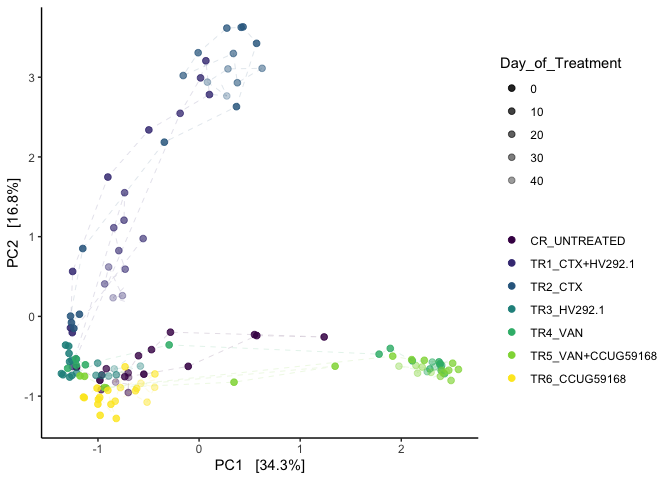 3
2
1
0
-1
-1
0
1
2
PC2 [16.8%]
PC1 [34.3%]
Day_of_Treatment
0
10
20
30
40
CR_UNTREATED
TR1_CTX+HV292.1
TR2_CTX
TR3_HV292.1
TR4_VAN
TR5_VAN+CCUG59168
TR6_CCUG59168